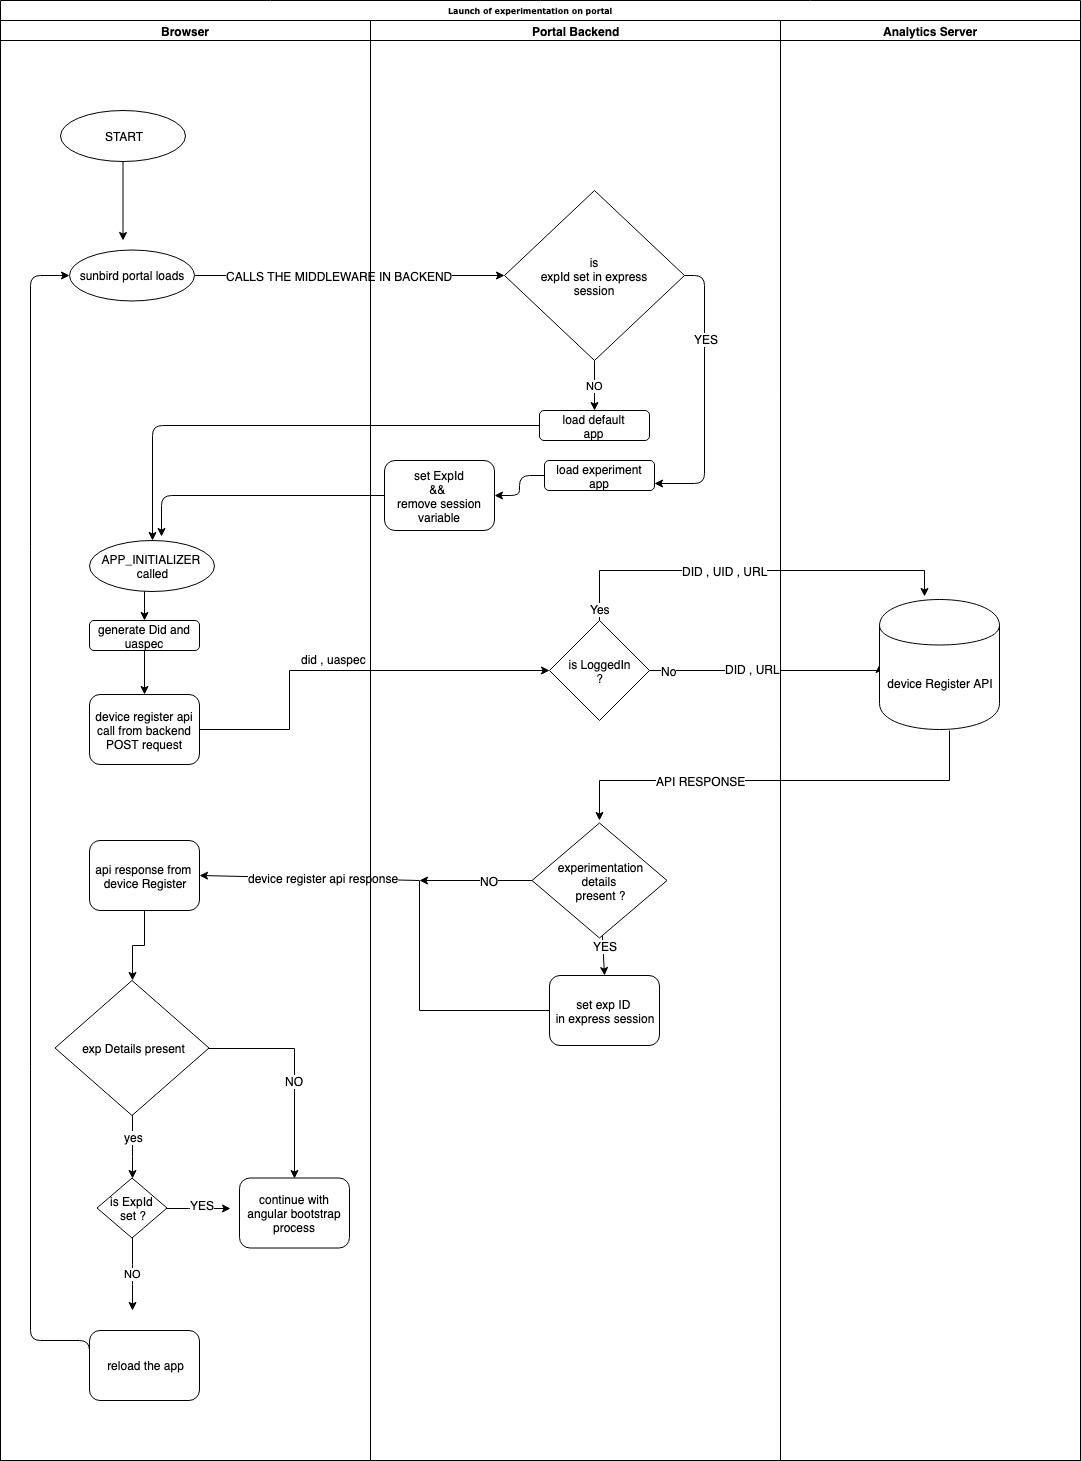 Launch of experimentation on portal
Browser
Portal Backend
Analytics Server
START
sunbird portal loads
CALLS THE MIDDLEWARE IN BACKEND
is
expId set in express
session
YES
NO
load default
app
load experiment
app
set ExpId
&&
remove session
variable
APP_INITIALIZER
called
generate Did and
uaspec
device register api
call from backend
POST request
did , uaspec
is LoggedIn
?
Yes
DID , UID , URL
No
DID , URL
device Register API
API RESPONSE
experimentation
details
present ?
NO
device register api response
YES
set exp ID
in express session
api response from
device Register
exp Details present
NO
yes
is ExpId
set ?
YES
continue with
angular bootstrap
process
NO
reload the app